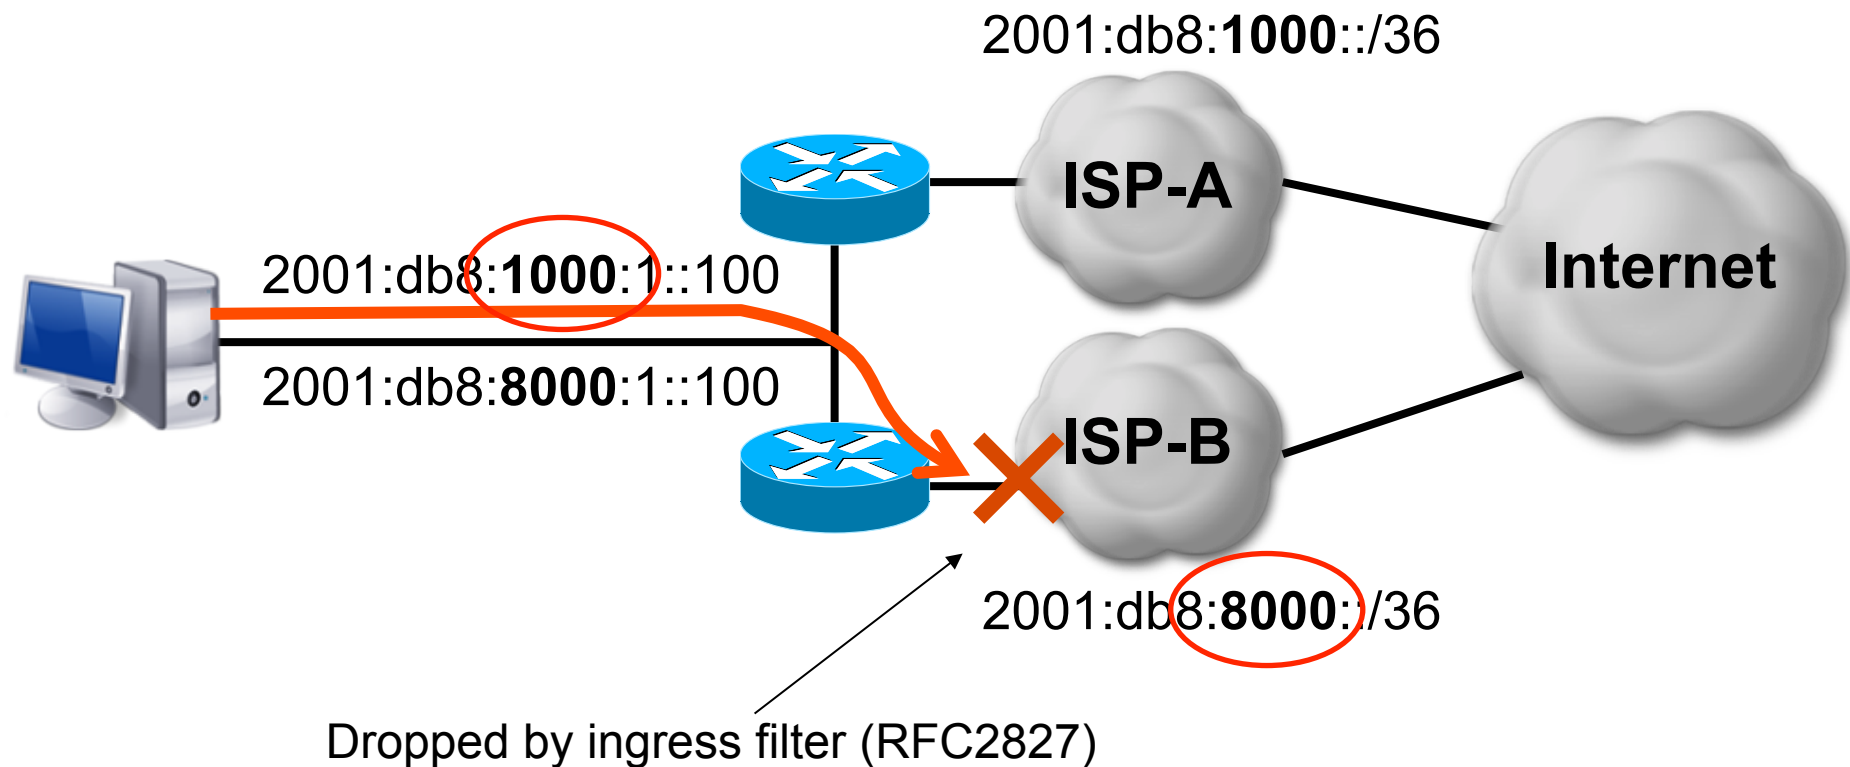 2001:db8:1000::/36
ISP-A
Internet
2001:db8:1000:1::100
2001:db8:8000:1::100
ISP-B
2001:db8:8000::/36
Dropped by ingress filter (RFC2827)